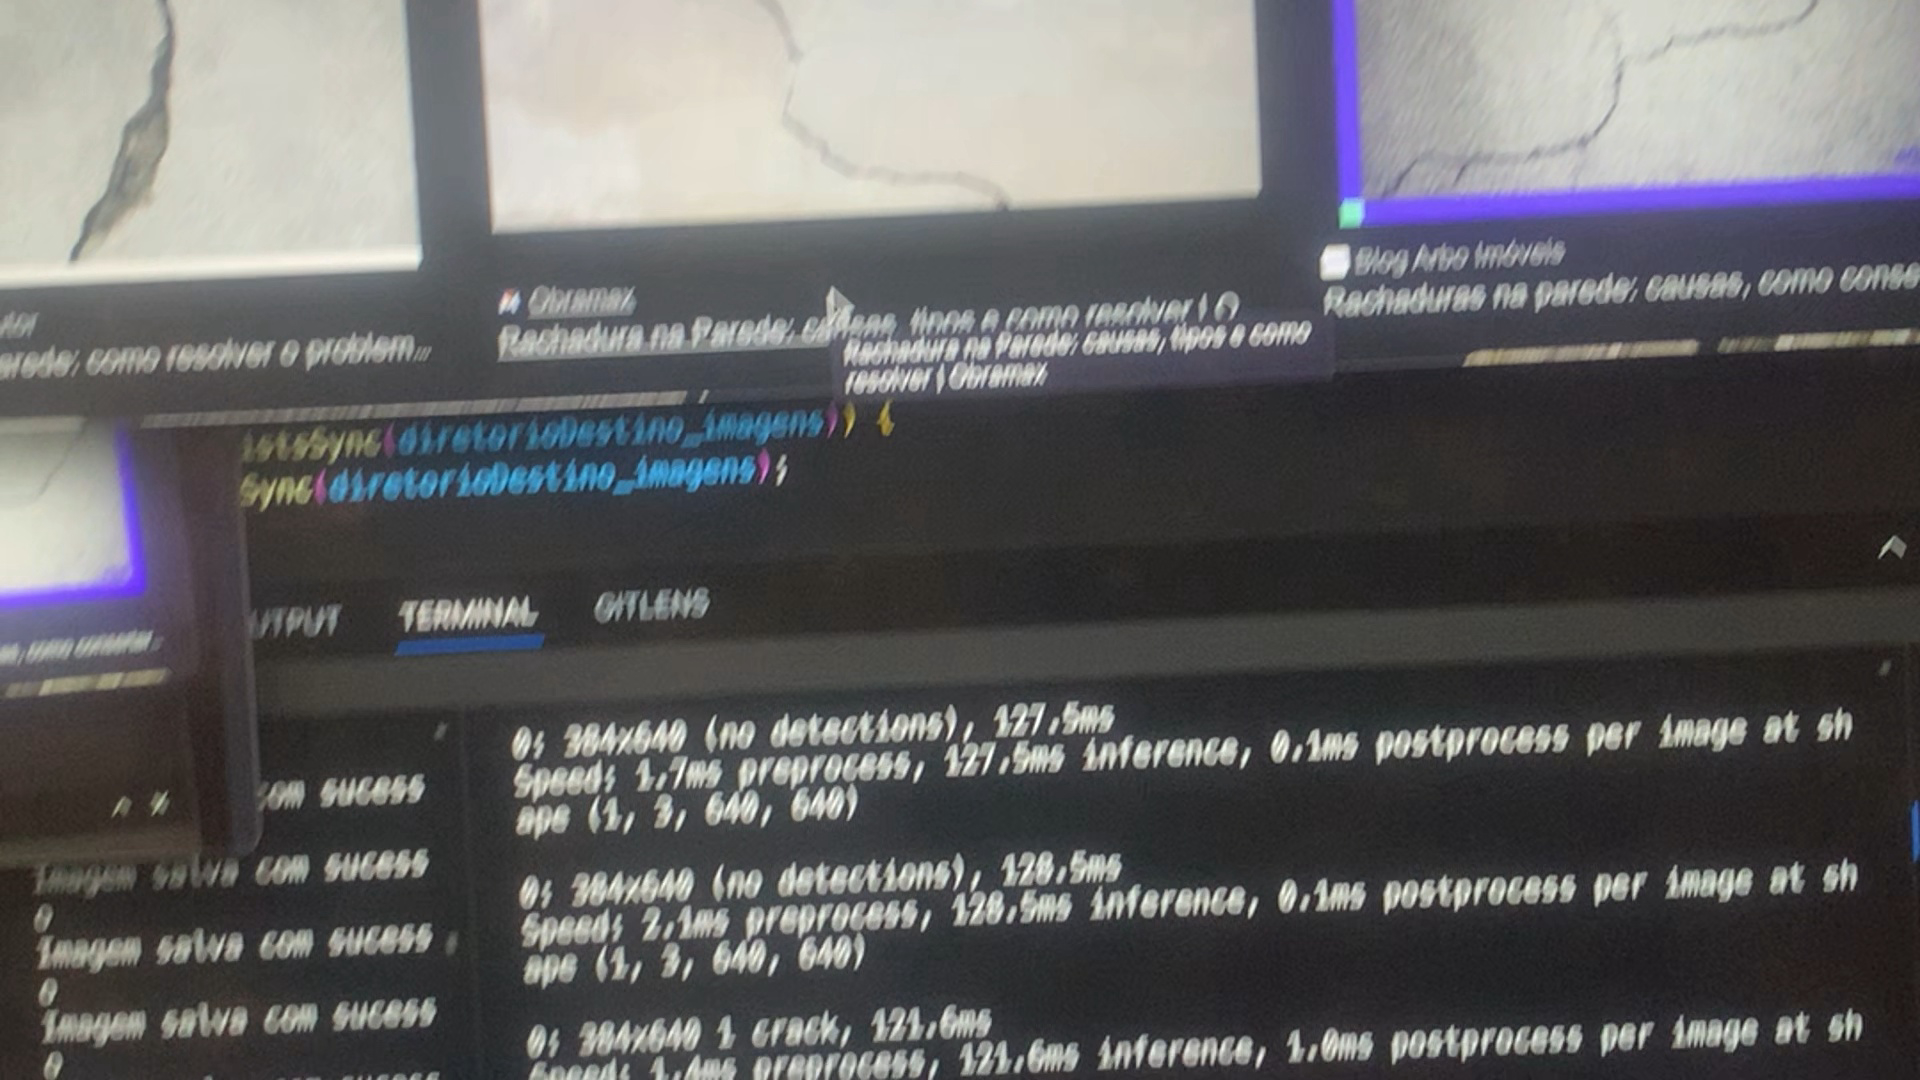 Obramax
Rachadura na Parede: causas, tipos e como resolver | O
Rachadura na Parede: causas, tipos e como
resolver | Obramax
Blog Arbo Imóveis
Rachaduras na parede: causas, como conse
arede: como resolver o problem...
istsSync(diretorioDestino_imagens)) {
Sync(diretorioDestino_imagens);
UTPUT TERMINAL GITLENS
com sucess
Imagem salva com sucess
0
Imagem salva com sucess
0
Imagem salva com sucess
0
0: 384x640 (no detections), 127.5ms
Speed: 1.7ms preprocess, 127.5ms inference, 0.1ms postprocess per image at sh
ape (1, 3, 640, 640)
0: 384x640 (no detections), 128.5ms
Speed: 2.1ms preprocess, 128.5ms inference, 0.1ms postprocess per image at sh
ape (1, 3, 640, 640)
0: 384x640 1 crack, 121.6ms
Speed: 1.4ms preprocess, 121.6ms inference, 1.0ms postprocess per image at sh